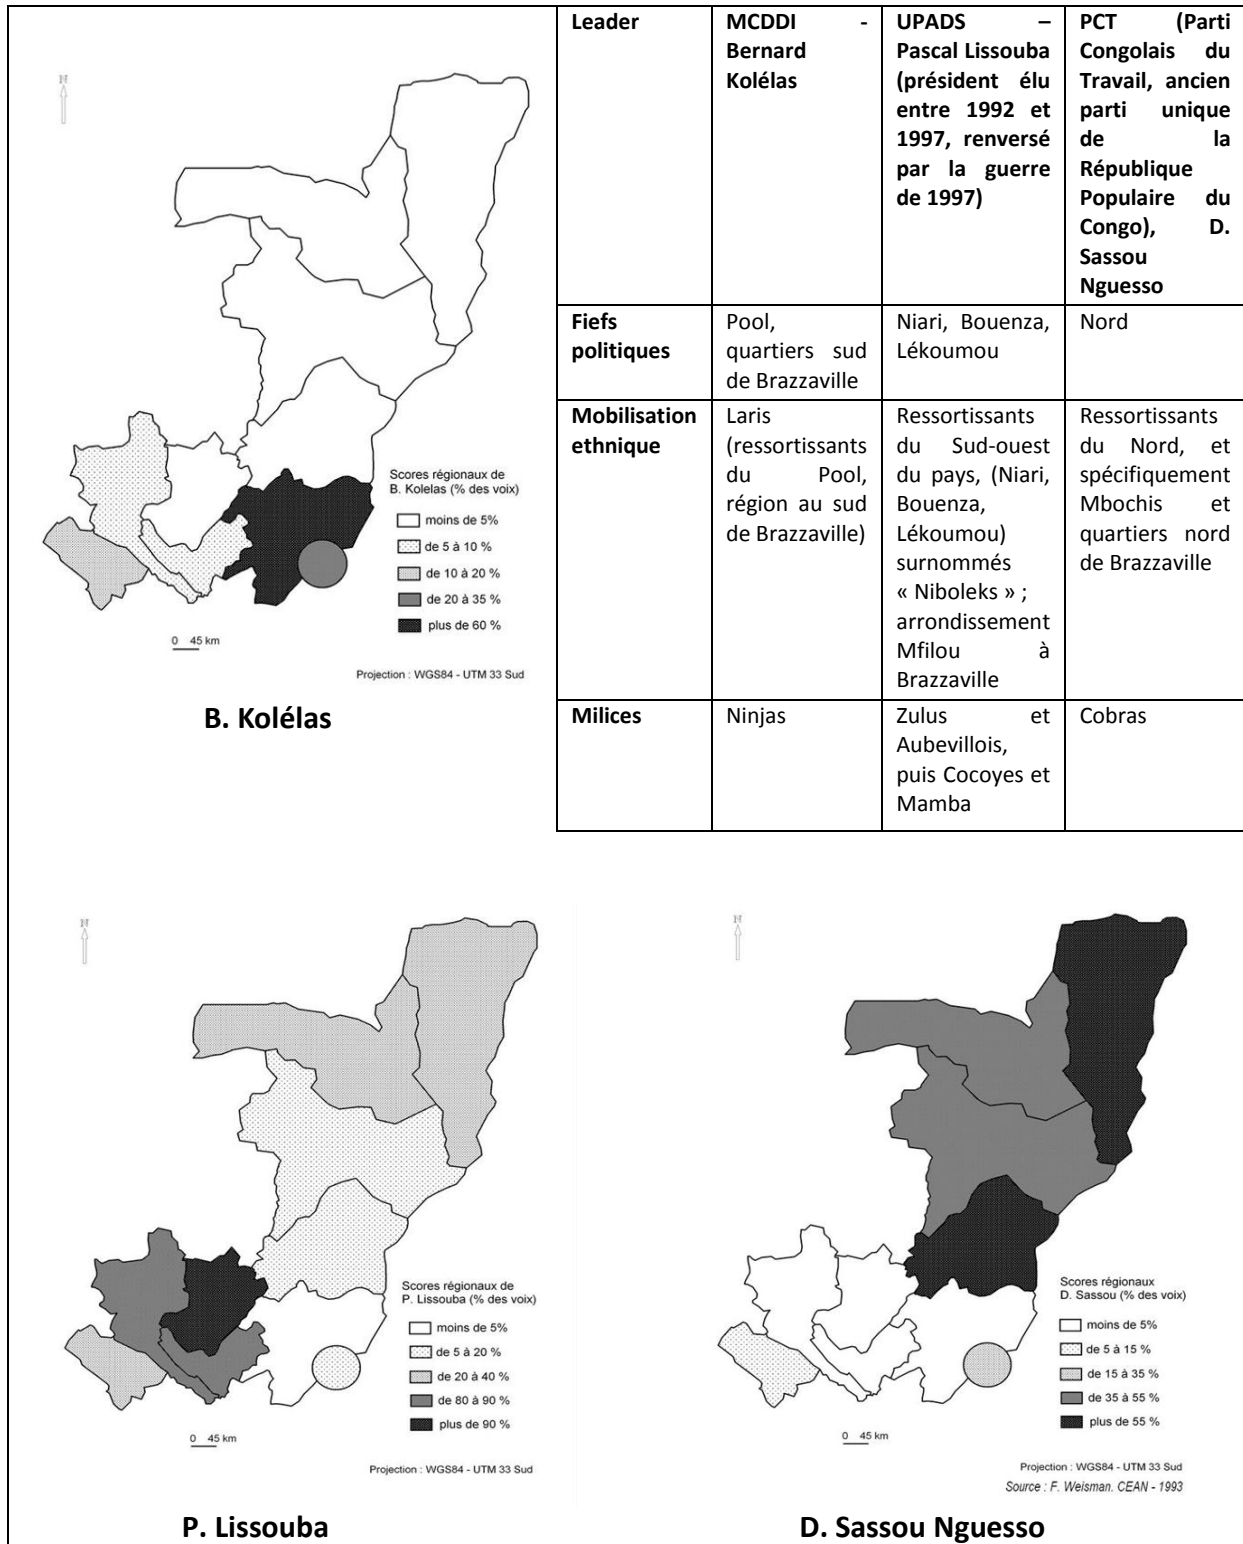 N
Scores régionaux de
B. Kolelas (% des voix)
moins de 5%
de 5 à 10 %
de 10 à 20 %
de 20 à 35 %
plus de 60 %
0 45 km
Projection : WGS84 - UTM 33 Sud
B. Kolélas
Leader
MCDDI -
Bernard
Kolélas
UPADS –
Pascal Lissouba
(président élu
entre 1992 et
1997, renversé
par la guerre
de 1997)
PCT (Parti
Congolais du
Travail, ancien
parti unique
de la
République
Populaire du
Congo), D.
Sassou
Nguesso
Fiefs
politiques
Pool,
quartiers sud
de Brazzaville
Niari, Bouenza,
Lékoumou
Nord
Mobilisation
ethnique
Laris
(ressortissants
du Pool,
région au sud
de Brazzaville)
Ressortissants
du Sud-ouest
du pays, (Niari,
Bouenza,
Lékoumou)
surnommés
« Niboleks » ;
arrondissement
Mfilou à
Brazzaville
Ressortissants
du Nord, et
spécifiquement
Mbochis et
quartiers nord
de Brazzaville
Milices
Ninjas
Zulus et
Aubevillois,
puis Cocoyes et
Mamba
Cobras
N
Scores régionaux de
P. Lissouba (% des voix)
moins de 5%
de 5 à 20 %
de 20 à 40 %
de 80 à 90 %
plus de 90 %
0 45 km
Projection : WGS84 - UTM 33 Sud
P. Lissouba
N
Scores régionaux
D. Sassou (% des voix)
moins de 5%
de 5 à 15 %
de 15 à 35 %
de 35 à 55 %
plus de 55 %
0 45 km
Projection : WGS84 - UTM 33 Sud
Source : F. Weisman. CEAN - 1993
D. Sassou Nguesso